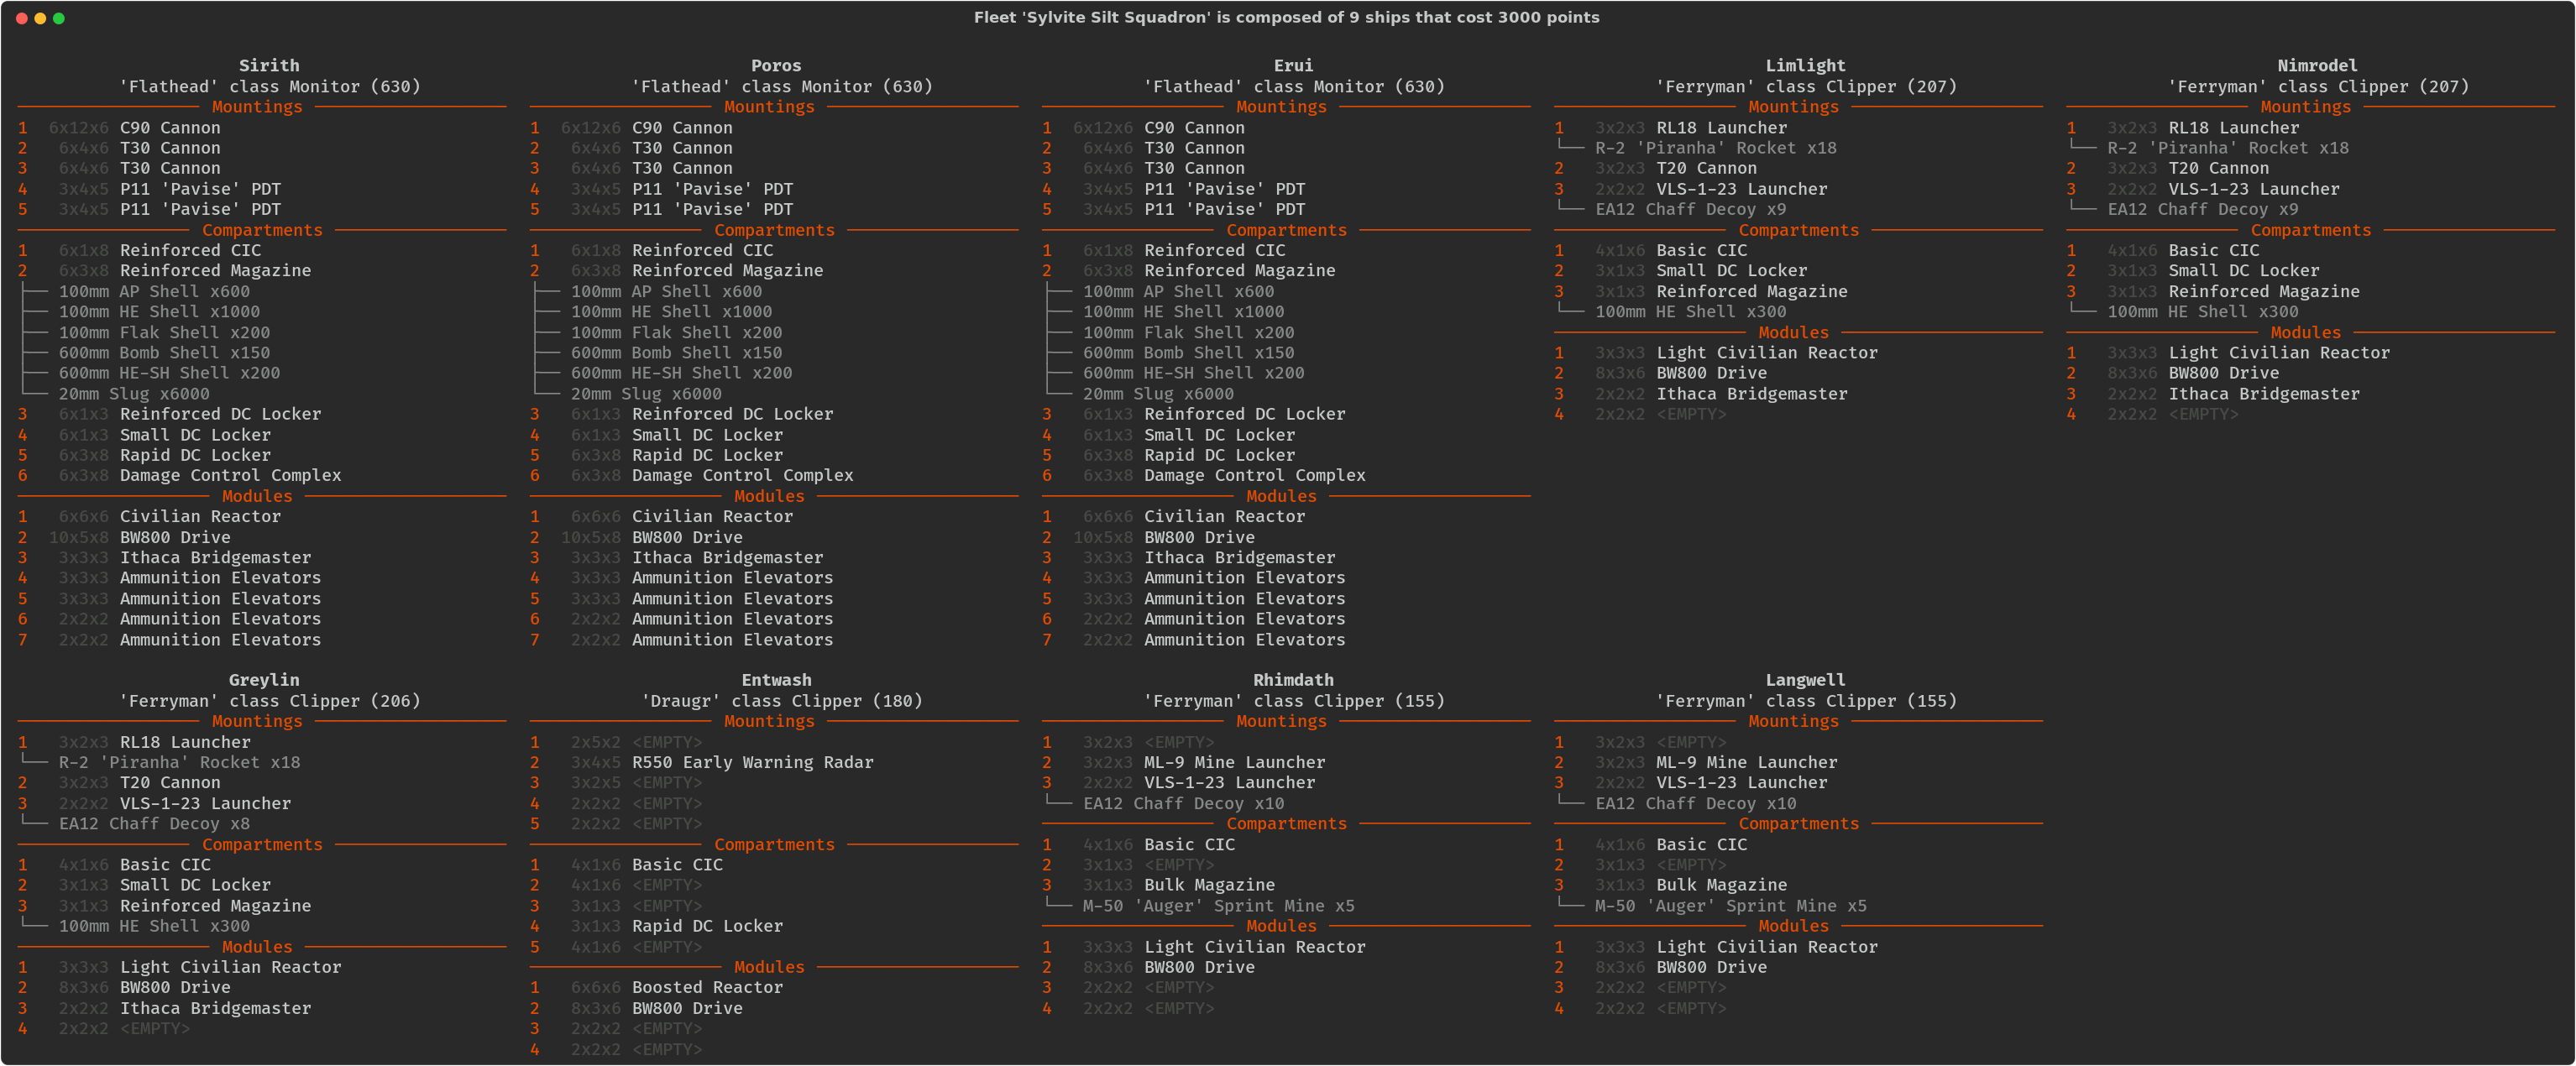 Fleet 'Sylvite Silt Squadron' is composed of 9 ships that cost 3000 points
Sirith
'Flathead' class Monitor (630)
Mountings
1 6x12x6 C90 Cannon
2 6x4x6 T30 Cannon
3 6x4x6 T30 Cannon
4 3x4x5 P11 'Pavise' PDT
5 3x4x5 P11 'Pavise' PDT
Compartments
1 6x1x8 Reinforced CIC
2 6x3x8 Reinforced Magazine
100mm AP Shell x600
100mm HE Shell x1000
100mm Flak Shell x200
600mm Bomb Shell x150
600mm HE-SH Shell x200
20mm Slug x6000
3 6x1x3 Reinforced DC Locker
4 6x1x3 Small DC Locker
5 6x3x8 Rapid DC Locker
6 6x3x8 Damage Control Complex
Modules
1 6x6x6 Civilian Reactor
2 10x5x8 BW800 Drive
3 3x3x3 Ithaca Bridgemaster
4 3x3x3 Ammunition Elevators
5 3x3x3 Ammunition Elevators
6 2x2x2 Ammunition Elevators
7 2x2x2 Ammunition Elevators
Poros
'Flathead' class Monitor (630)
Mountings
1 6x12x6 C90 Cannon
2 6x4x6 T30 Cannon
3 6x4x6 T30 Cannon
4 3x4x5 P11 'Pavise' PDT
5 3x4x5 P11 'Pavise' PDT
Compartments
1 6x1x8 Reinforced CIC
2 6x3x8 Reinforced Magazine
100mm AP Shell x600
100mm HE Shell x1000
100mm Flak Shell x200
600mm Bomb Shell x150
600mm HE-SH Shell x200
20mm Slug x6000
3 6x1x3 Reinforced DC Locker
4 6x1x3 Small DC Locker
5 6x3x8 Rapid DC Locker
6 6x3x8 Damage Control Complex
Modules
1 6x6x6 Civilian Reactor
2 10x5x8 BW800 Drive
3 3x3x3 Ithaca Bridgemaster
4 3x3x3 Ammunition Elevators
5 3x3x3 Ammunition Elevators
6 2x2x2 Ammunition Elevators
7 2x2x2 Ammunition Elevators
Erui
'Flathead' class Monitor (630)
Mountings
1 6x12x6 C90 Cannon
2 6x4x6 T30 Cannon
3 6x4x6 T30 Cannon
4 3x4x5 P11 'Pavise' PDT
5 3x4x5 P11 'Pavise' PDT
Compartments
1 6x1x8 Reinforced CIC
2 6x3x8 Reinforced Magazine
100mm AP Shell x600
100mm HE Shell x1000
100mm Flak Shell x200
600mm Bomb Shell x150
600mm HE-SH Shell x200
20mm Slug x6000
3 6x1x3 Reinforced DC Locker
4 6x1x3 Small DC Locker
5 6x3x8 Rapid DC Locker
6 6x3x8 Damage Control Complex
Modules
1 6x6x6 Civilian Reactor
2 10x5x8 BW800 Drive
3 3x3x3 Ithaca Bridgemaster
4 3x3x3 Ammunition Elevators
5 3x3x3 Ammunition Elevators
6 2x2x2 Ammunition Elevators
7 2x2x2 Ammunition Elevators
Limlight
'Ferryman' class Clipper (207)
Mountings
1 3x2x3 RL18 Launcher
R-2 'Piranha' Rocket x18
2 3x2x3 T20 Cannon
3 2x2x2 VLS-1-23 Launcher
EA12 Chaff Decoy x9
Compartments
1 4x1x6 Basic CIC
2 3x1x3 Small DC Locker
3 3x1x3 Reinforced Magazine
100mm HE Shell x300
Modules
1 3x3x3 Light Civilian Reactor
2 8x3x6 BW800 Drive
3 2x2x2 Ithaca Bridgemaster
4 2x2x2 <EMPTY>
Nimrodel
'Ferryman' class Clipper (207)
Mountings
1 3x2x3 RL18 Launcher
R-2 'Piranha' Rocket x18
2 3x2x3 T20 Cannon
3 2x2x2 VLS-1-23 Launcher
EA12 Chaff Decoy x9
Compartments
1 4x1x6 Basic CIC
2 3x1x3 Small DC Locker
3 3x1x3 Reinforced Magazine
100mm HE Shell x300
Modules
1 3x3x3 Light Civilian Reactor
2 8x3x6 BW800 Drive
3 2x2x2 Ithaca Bridgemaster
4 2x2x2 <EMPTY>
Greylin
'Ferryman' class Clipper (206)
Mountings
1 3x2x3 RL18 Launcher
R-2 'Piranha' Rocket x18
2 3x2x3 T20 Cannon
3 2x2x2 VLS-1-23 Launcher
EA12 Chaff Decoy x8
Compartments
1 4x1x6 Basic CIC
2 3x1x3 Small DC Locker
3 3x1x3 Reinforced Magazine
100mm HE Shell x300
Modules
1 3x3x3 Light Civilian Reactor
2 8x3x6 BW800 Drive
3 2x2x2 Ithaca Bridgemaster
4 2x2x2 <EMPTY>
Entwash
'Draugr' class Clipper (180)
Mountings
1 2x5x2 <EMPTY>
2 3x4x5 R550 Early Warning Radar
3 3x2x5 <EMPTY>
4 2x2x2 <EMPTY>
5 2x2x2 <EMPTY>
Compartments
1 4x1x6 Basic CIC
2 4x1x6 <EMPTY>
3 3x1x3 <EMPTY>
4 3x1x3 Rapid DC Locker
5 4x1x6 <EMPTY>
Modules
1 6x6x6 Boosted Reactor
2 8x3x6 BW800 Drive
3 2x2x2 <EMPTY>
4 2x2x2 <EMPTY>
Rhimdath
'Ferryman' class Clipper (155)
Mountings
1 3x2x3 <EMPTY>
2 3x2x3 ML-9 Mine Launcher
3 2x2x2 VLS-1-23 Launcher
EA12 Chaff Decoy x10
Compartments
1 4x1x6 Basic CIC
2 3x1x3 <EMPTY>
3 3x1x3 Bulk Magazine
M-50 'Auger' Sprint Mine x5
Modules
1 3x3x3 Light Civilian Reactor
2 8x3x6 BW800 Drive
3 2x2x2 <EMPTY>
4 2x2x2 <EMPTY>
Langwell
'Ferryman' class Clipper (155)
Mountings
1 3x2x3 <EMPTY>
2 3x2x3 ML-9 Mine Launcher
3 2x2x2 VLS-1-23 Launcher
EA12 Chaff Decoy x10
Compartments
1 4x1x6 Basic CIC
2 3x1x3 <EMPTY>
3 3x1x3 Bulk Magazine
M-50 'Auger' Sprint Mine x5
Modules
1 3x3x3 Light Civilian Reactor
2 8x3x6 BW800 Drive
3 2x2x2 <EMPTY>
4 2x2x2 <EMPTY>